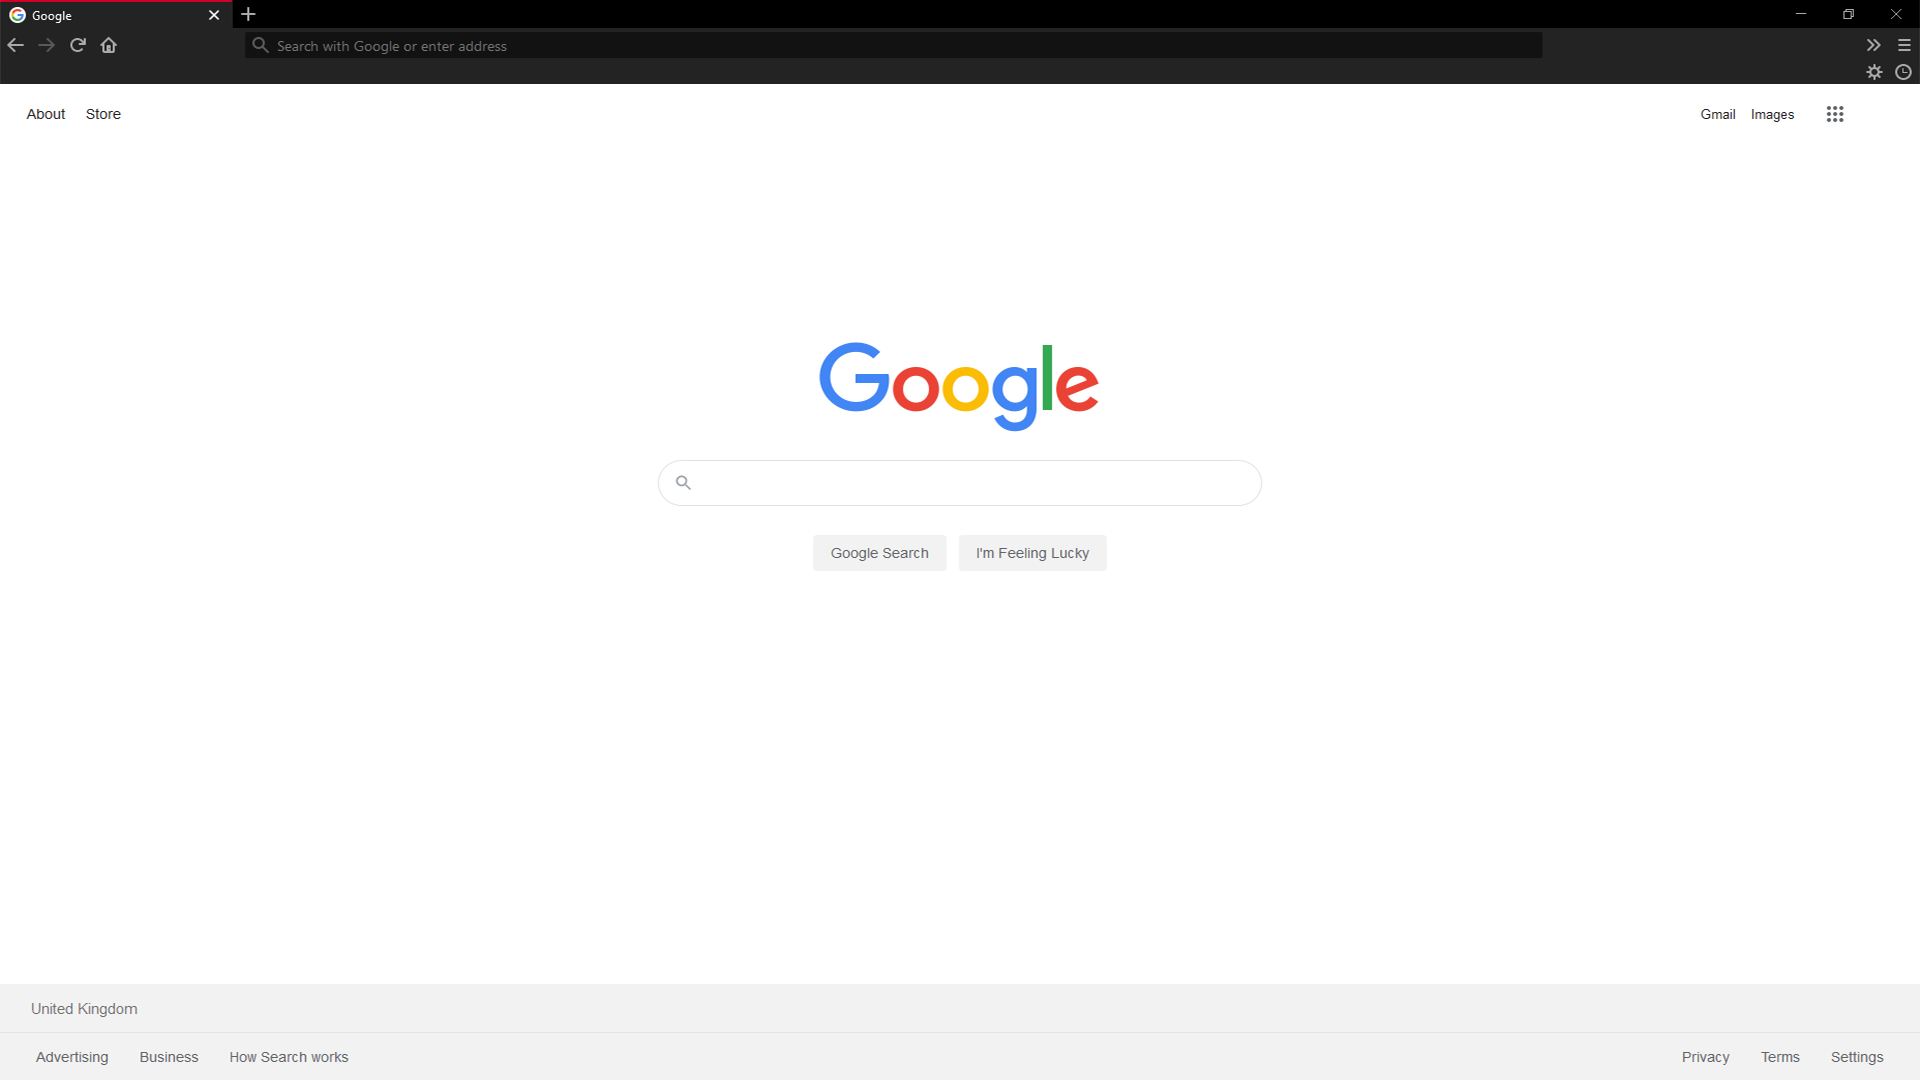 Google
Search with Google or enter address
About Store
Gmail Images
Google
Google Search I'm Feeling Lucky
United Kingdom
Advertising Business How Search works
Privacy Terms Settings